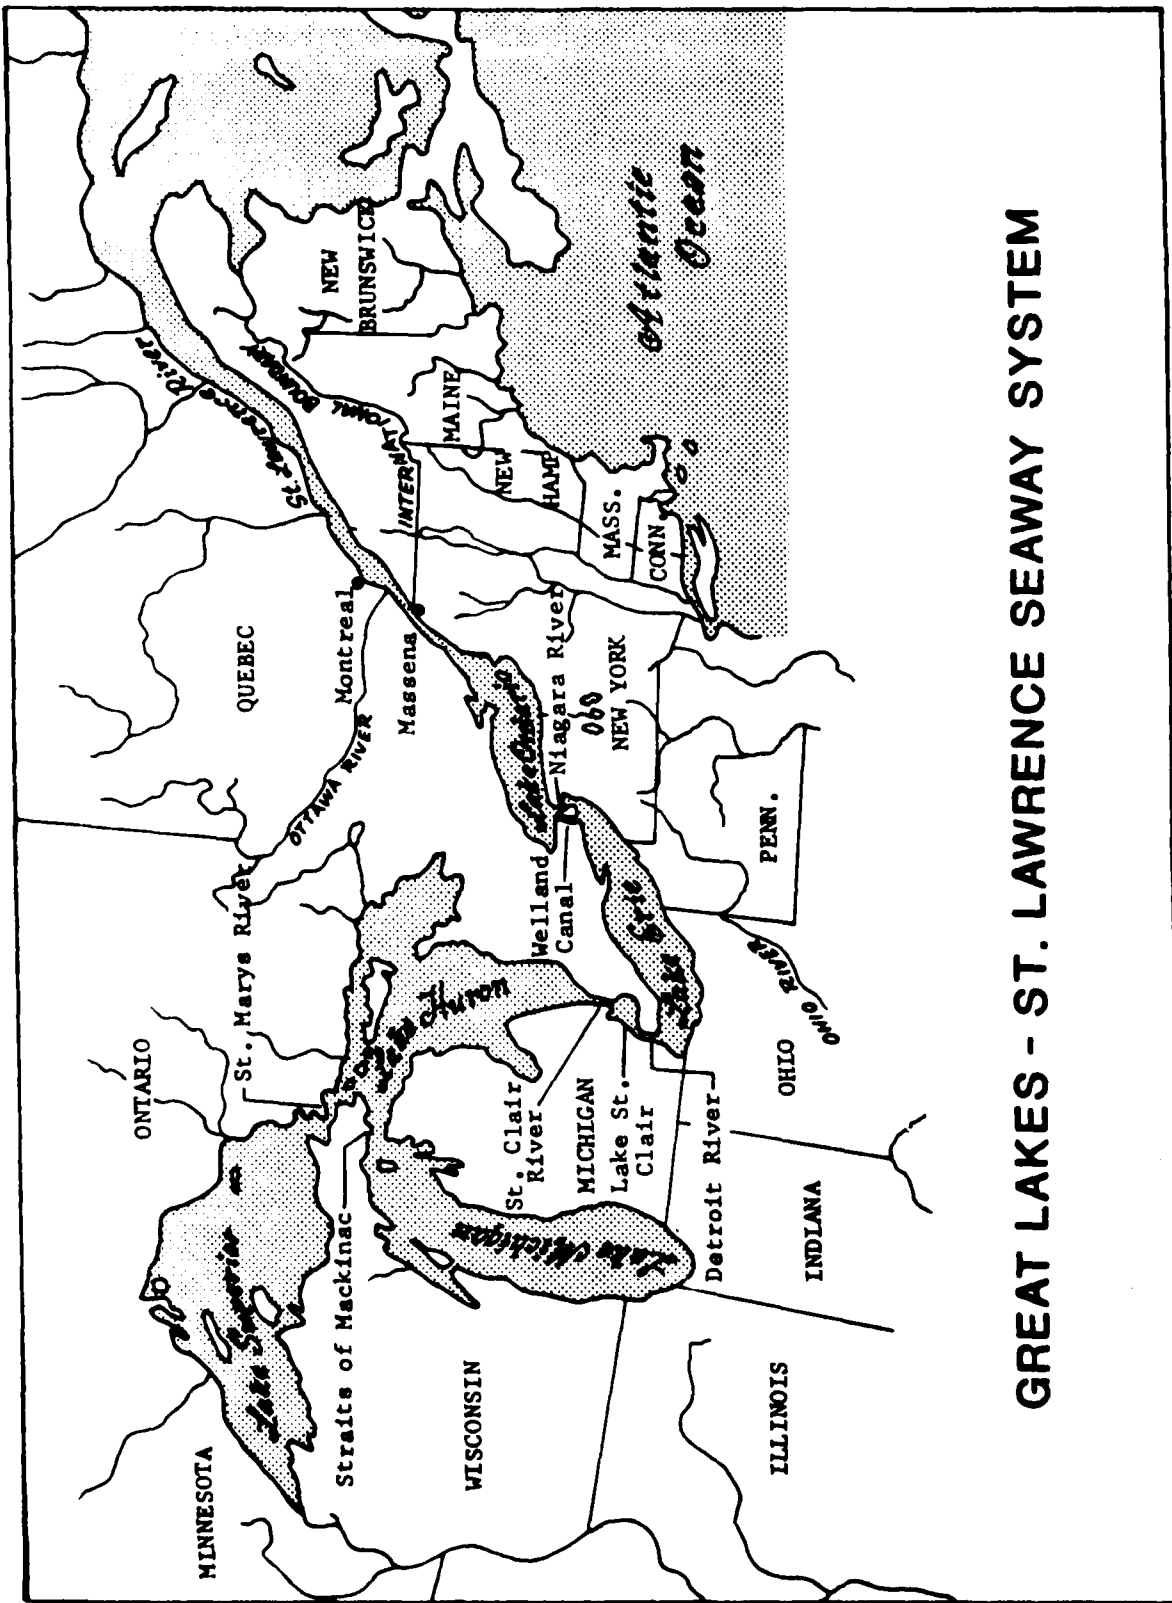 MINNESOTA
Lake Superior
ONTARIO
St. Marys River
QUEBEC
OTTAWA RIVER
Montreal
Massena
St. Lawrence River
INTERNATIONAL BOUNDARY
NEW
BRUNSWICK
MAINE
NEW
HAMP
MASS.
CONN
Atlantic
Ocean
Straits of Mackinac
Lake Huron
Lake Ontario
Niagara River
NEW YORK
Welland
Canal
WISCONSIN
Lake Michigan
St. Clair
River
MICHIGAN
Lake St.
Clair
Lake Erie
Detroit River
PENN.
OHIO RIVER
OHIO
INDIANA
ILLINOIS
GREAT LAKES - ST. LAWRENCE SEAWAY SYSTEM